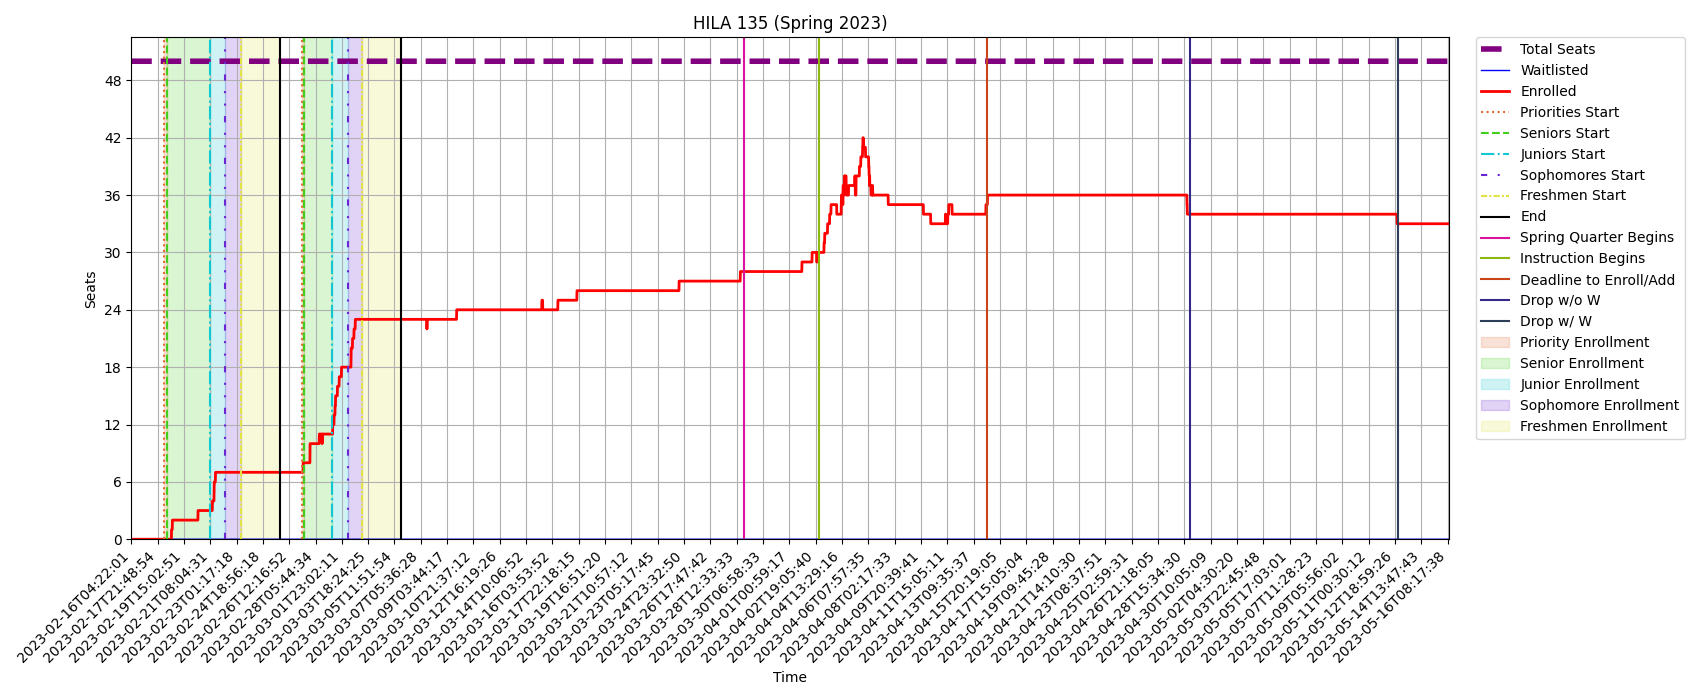 HILA 135 (Spring 2023)
Seats
48
42
36
30
24
18
12
6
0
2023-02-16T04:22:01
2023-02-17T21:48:54
2023-02-19T15:02:51
2023-02-21T08:04:31
2023-02-23T01:17:18
2023-02-24T18:56:18
2023-02-26T12:16:52
2023-02-28T05:44:34
2023-03-01T23:02:11
2023-03-03T18:24:25
2023-03-05T11:51:54
2023-03-07T05:36:28
2023-03-09T03:44:17
2023-03-10T21:37:12
2023-03-12T16:19:26
2023-03-14T10:06:52
2023-03-16T03:53:52
2023-03-17T22:18:15
2023-03-19T16:51:20
2023-03-21T10:57:12
2023-03-23T05:17:45
2023-03-24T23:32:50
2023-03-26T17:47:42
2023-03-28T12:33:33
2023-03-30T06:58:33
2023-04-01T00:59:17
2023-04-02T19:05:40
2023-04-04T13:29:16
2023-04-06T07:57:35
2023-04-08T02:17:33
2023-04-09T20:39:41
2023-04-11T15:05:11
2023-04-13T09:35:37
2023-04-15T20:19:05
2023-04-17T15:05:04
2023-04-19T09:45:28
2023-04-21T14:10:30
2023-04-23T08:37:51
2023-04-25T02:59:31
2023-04-26T21:18:05
2023-04-28T15:34:30
2023-04-30T10:05:09
2023-05-02T04:30:20
2023-05-03T22:45:48
2023-05-05T17:03:01
2023-05-07T11:28:23
2023-05-09T05:56:02
2023-05-11T00:30:12
2023-05-12T18:59:26
2023-05-14T13:47:43
2023-05-16T08:17:38
Time
Total Seats
Waitlisted
Enrolled
Priorities Start
Seniors Start
Juniors Start
Sophomores Start
Freshmen Start
End
Spring Quarter Begins
Instruction Begins
Deadline to Enroll/Add
Drop w/o W
Drop w/ W
Priority Enrollment
Senior Enrollment
Junior Enrollment
Sophomore Enrollment
Freshmen Enrollment